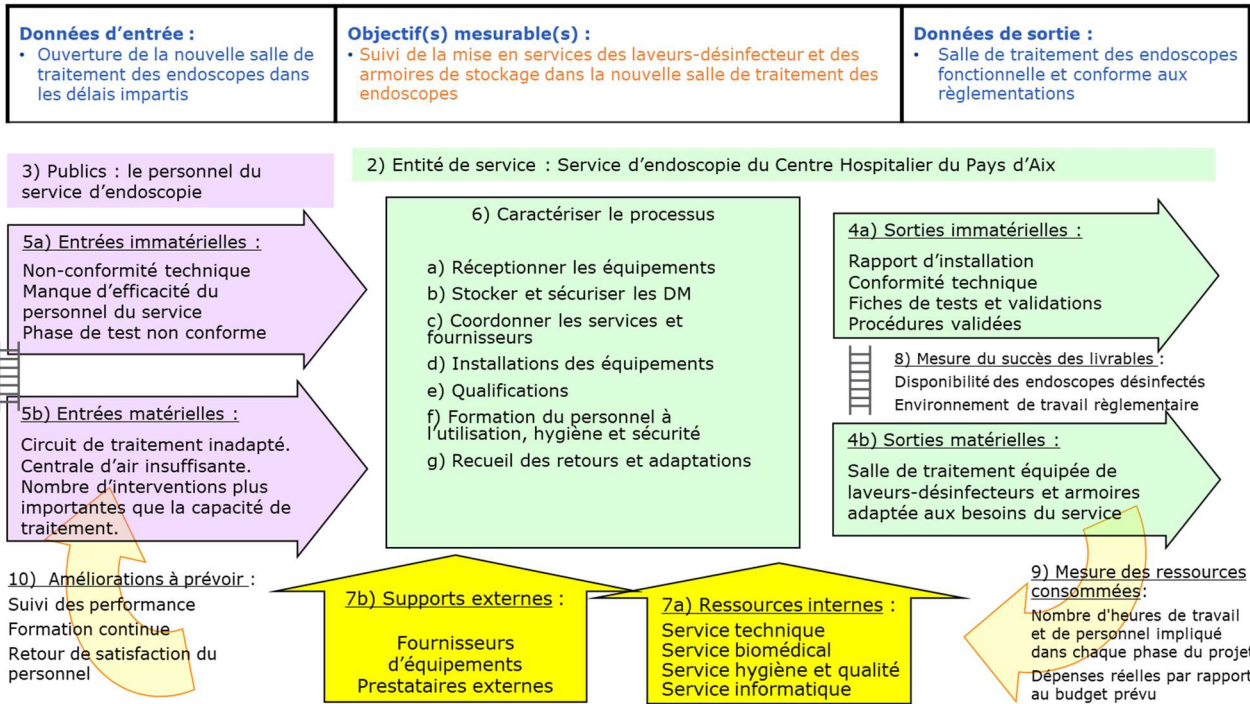 Données d'entrée :
• Ouverture de la nouvelle salle de
traitement des endoscopes dans
les délais impartis
Objectif(s) mesurable(s) :
• Suivi de la mise en services des laveurs-désinfecteur et des
armoires de stockage dans la nouvelle salle de traitement des
endoscopes
Données de sortie :
• Salle de traitement des endoscopes
fonctionnelle et conforme aux
règlementations
3) Publics : le personnel du
service d'endoscopie
2) Entité de service : Service d'endoscopie du Centre Hospitalier du Pays d'Aix
5a) Entrées immatérielles :
Non-conformité technique
Manque d'efficacité du
personnel du service
Phase de test non conforme
5b) Entrées matérielles :
Circuit de traitement inadapté.
Centrale d'air insuffisante.
Nombre d'interventions plus
importantes que la capacité de
traitement.
6) Caractériser le processus
a) Réceptionner les équipements
b) Stocker et sécuriser les DM
c) Coordonner les services et
fournisseurs
d) Installations des équipements
e) Qualifications
f) Formation du personnel à
l'utilisation, hygiène et sécurité
g) Recueil des retours et adaptations
4a) Sorties immatérielles :
Rapport d'installation
Conformité technique
Fiches de tests et validations
Procédures validées
8) Mesure du succès des livrables :
Disponibilité des endoscopes désinfectés
Environnement de travail règlementaire
4b) Sorties matérielles :
Salle de traitement équipée de
laveurs-désinfecteurs et armoires
adaptée aux besoins du service
10) Améliorations à prévoir :
Suivi des performance
Formation continue
Retour de satisfaction du
personnel
7b) Supports externes :
Fournisseurs
d'équipements
Prestataires externes
7a) Ressources internes :
Service technique
Service biomédical
Service hygiène et qualité
Service informatique
9) Mesure des ressources
consommées:
Nombre d'heures de travail
et de personnel impliqué
dans chaque phase du projet
Dépenses réelles par rapport
au budget prévu